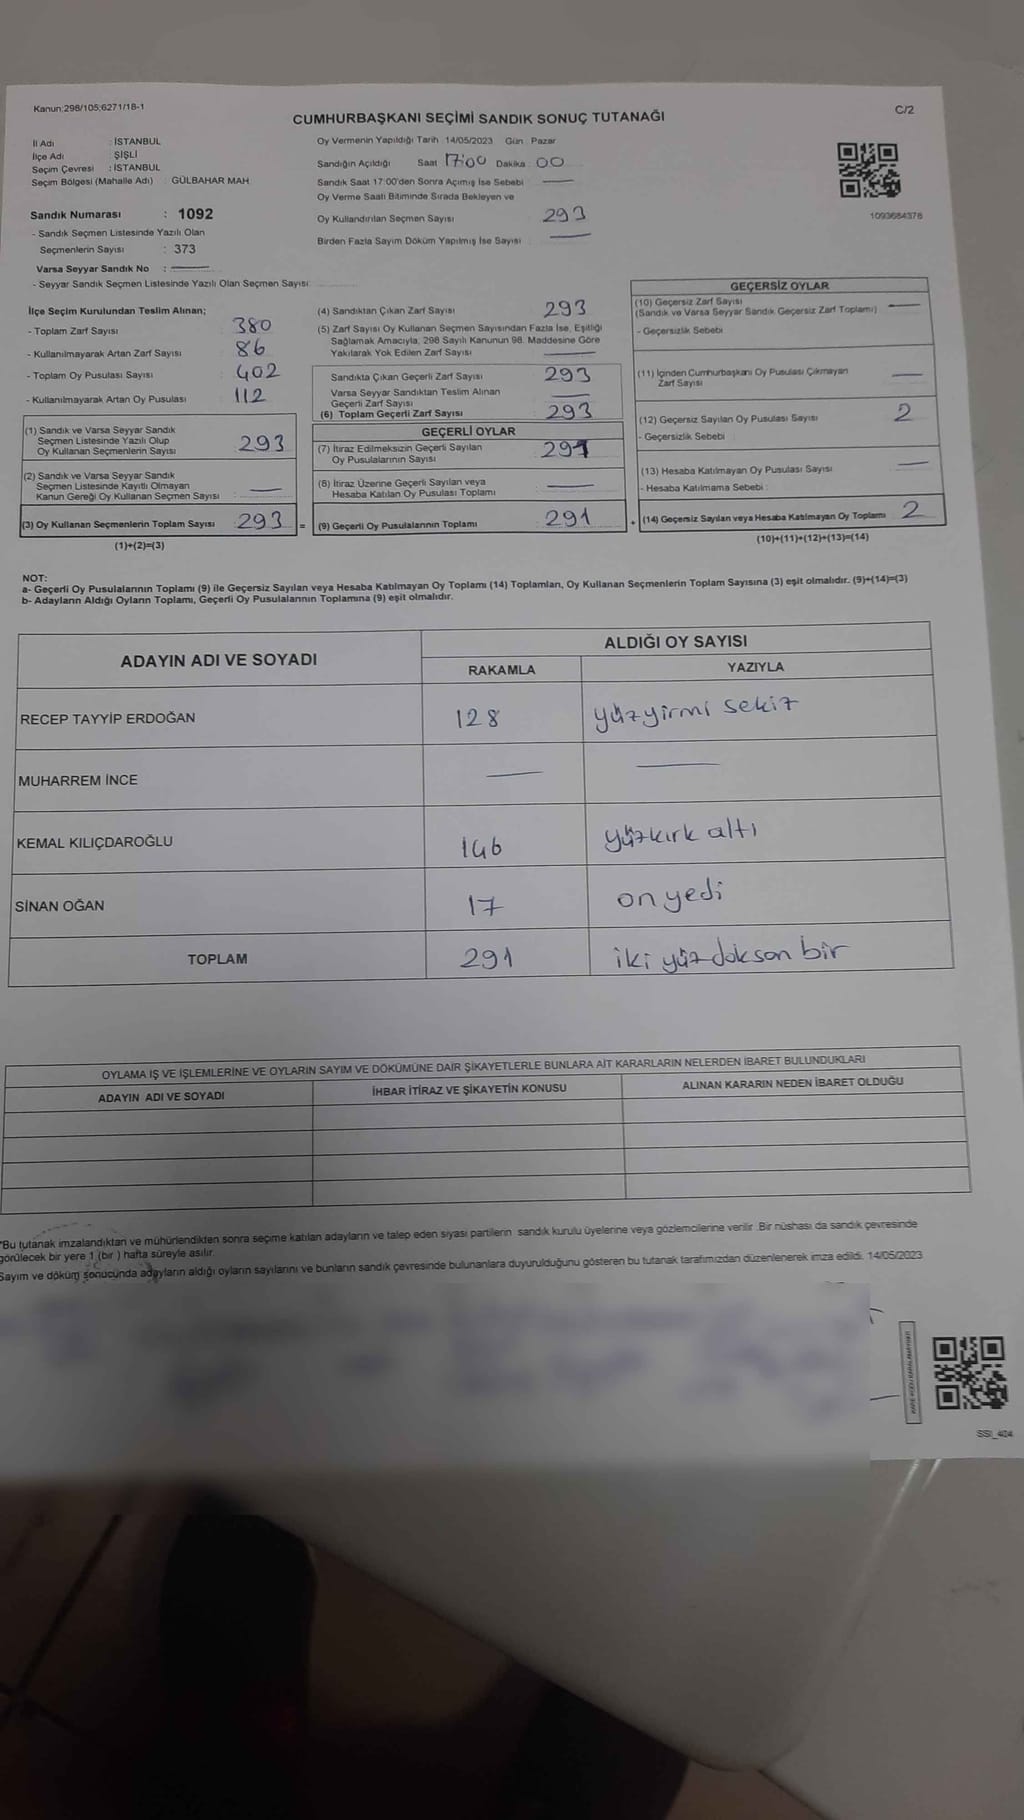 Kanun:298/105;6271/18-1
CUMHURBAŞKANI SEÇİMİ SANDIK SONUÇ TUTANAĞI
C/2
İl Adı : İSTANBUL
İlçe Adı : ŞİŞLİ
Seçim Çevresi : İSTANBUL
Seçim Bölgesi (Mahalle Adı) : GÜLBAHAR MAH.
Oy Vermenin Yapıldığı Tarih : 14/05/2023 Gün : Pazar
Sandığın Açıldığı Saat 17:00 Dakika 00
Sandık Saat 17:00'den Sonra Açımış İse Sebebi
Oy Verme Saati Bitiminde Sırada Bekleyen ve
Oy Kullandırılan Seçmen Sayısı 293
Birden Fazla Sayım Döküm Yapılmış İse Sayısı
1093684376
Sandık Numarası : 1092
- Sandık Seçmen Listesinde Yazılı Olan
Seçmenlerin Sayısı : 373
Varsa Seyyar Sandık No :
- Seyyar Sandık Seçmen Listesinde Yazılı Olan Seçmen Sayısı:
İlçe Seçim Kurulundan Teslim Alınan;
- Toplam Zarf Sayısı : 380
- Kullanılmayarak Artan Zarf Sayısı : 86
- Toplam Oy Pusulası Sayısı : 402
- Kullanılmayarak Artan Oy Pusulası : 112
(1) Sandık ve Varsa Seyyar Sandık
Seçmen Listesinde Yazılı Olup
Oy Kullanan Seçmenlerin Sayısı 293
(2) Sandık ve Varsa Seyyar Sandık
Seçmen Listesinde Kayıtlı Olmayan
Kanun Gereği Oy Kullanan Seçmen Sayısı
(3) Oy Kullanan Seçmenlerin Toplam Sayısı 293 =
(1)+(2)=(3)
(4) Sandıktan Çıkan Zarf Sayısı 293
(5) Zarf Sayısı Oy Kullanan Seçmen Sayısından Fazla İse, Eşitliği
Sağlamak Amacıyla, 298 Sayılı Kanunun 98. Maddesine Göre
Yakılarak Yok Edilen Zarf Sayısı
Sandıkta Çıkan Geçerli Zarf Sayısı 293
Varsa Seyyar Sandıktan Teslim Alınan
Geçerli Zarf Sayısı
(6) Toplam Geçerli Zarf Sayısı 293
GEÇERLİ OYLAR
(7) İtiraz Edilmeksizin Geçerli Sayılan
Oy Pusulalarının Sayısı 291
(8) İtiraz Üzerine Geçerli Sayılan veya
Hesaba Katılan Oy Pusulası Toplamı
(9) Geçerli Oy Pusulalarının Toplamı 291 +
GEÇERSİZ OYLAR
(10) Geçersiz Zarf Sayısı
(Sandık ve Varsa Seyyar Sandık Geçersiz Zarf Toplamı)
- Geçersizlik Sebebi
(11) İçinden Cumhurbaşkanı Oy Pusulası Çıkmayan
Zarf Sayısı
(12) Geçersiz Sayılan Oy Pusulası Sayısı 2
- Geçersizlik Sebebi :
(13) Hesaba Katılmayan Oy Pusulası Sayısı
- Hesaba Katılmama Sebebi :
(14) Geçersiz Sayılan veya Hesaba Katılmayan Oy Toplamı 2
(10)+(11)+(12)+(13)=(14)
NOT:
a- Geçerli Oy Pusulalarının Toplamı (9) ile Geçersiz Sayılan veya Hesaba Katılmayan Oy Toplamı (14) Toplamları, Oy Kullanan Seçmenlerin Toplam Sayısına (3) eşit olmalıdır. (9)+(14)=(3)
b- Adayların Aldığı Oyların Toplamı, Geçerli Oy Pusulalarının Toplamına (9) eşit olmalıdır.
ADAYIN ADI VE SOYADI ALDIĞI OY SAYISI
RAKAMLA YAZIYLA
RECEP TAYYİP ERDOĞAN 128 yüzyirmi sekiz
MUHARREM İNCE
KEMAL KILIÇDAROĞLU 146 yüzkırk altı
SİNAN OĞAN 17 on yedi
TOPLAM 291 iki yüz doksan bir
OYLAMA İŞ VE İŞLEMLERİNE VE OYLARIN SAYIM VE DÖKÜMÜNE DAİR ŞİKAYETLERLE BUNLARA AİT KARARLARIN NELERDEN İBARET BULUNDUKLARI
ADAYIN ADI VE SOYADI İHBAR İTİRAZ VE ŞİKAYETİN KONUSU ALINAN KARARIN NEDEN İBARET OLDUĞU
*Bu tutanak imzalandıktan ve mühürlendikten sonra seçime katılan adayların ve talep eden siyasi partilerin sandık kurulu üyelerine veya gözlemcilerine verilir. Bir nüshası da sandık çevresinde
görülecek bir yere 1 (bir) hafta süreyle asılır.
Sayım ve döküm sonucunda adayların aldığı oyların sayılarını ve bunların sandık çevresinde bulunanlara duyurulduğunu gösteren bu tutanak tarafımızdan düzenlenerek imza edildi. 14/05/2023
SSI_404